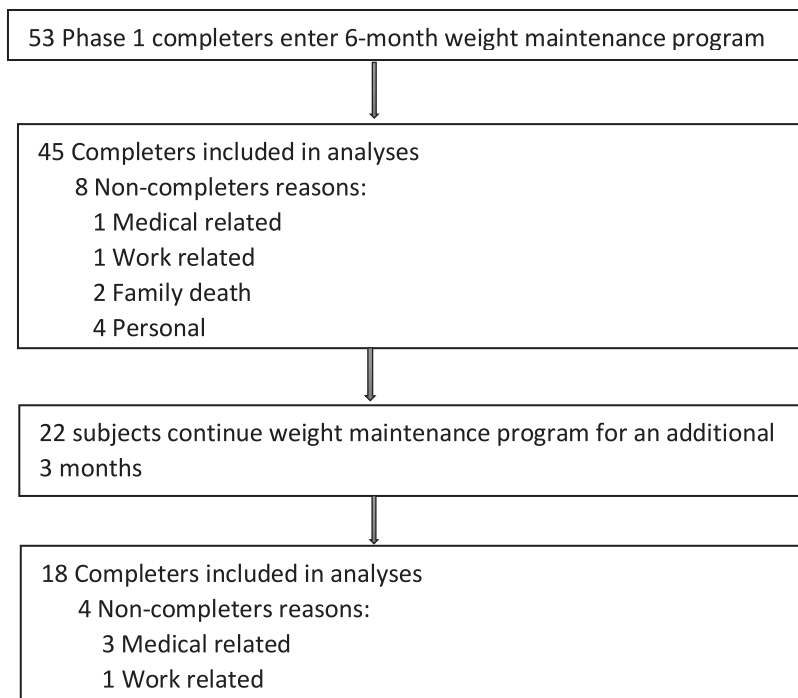 53 Phase 1 completers enter 6-month weight maintenance program
45 Completers included in analyses
8 Non-completers reasons:
1 Medical related
1 Work related
2 Family death
4 Personal
22 subjects continue weight maintenance program for an additional
3 months
18 Completers included in analyses
4 Non-completers reasons:
3 Medical related
1 Work related